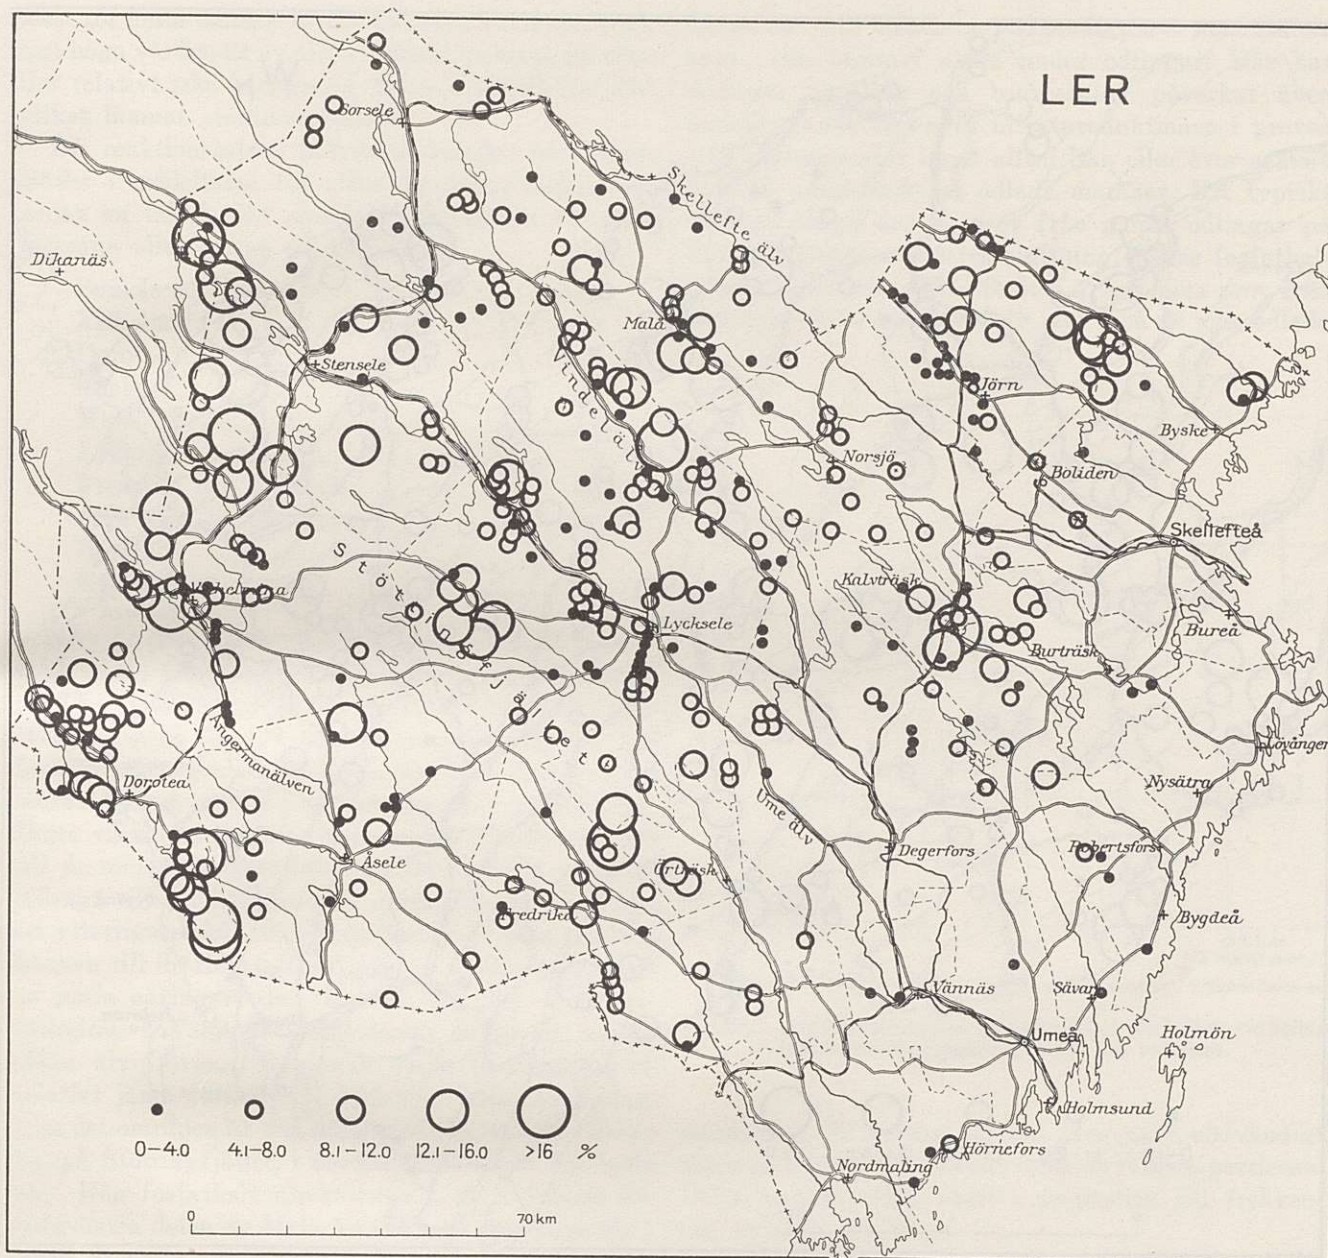 LER
Sorsele
Skellefte älv
Dikanäs
Malå
Stensele
Vindelälv
Jörn
Byske
Norsjö
Boliden
Skellefteå
Vilhelmina
Stöttingfjället
Kalvträsk
Lycksele
Bureå
Burträsk
Ångermanälven
Lövånger
Dorotea
Nysätra
Ume älv
Åsele
Degerfors
Robertsfors
Örträsk
Fredrika
Bygdeå
Vännäs
Sävar
Umeå
Holmön
Holmsund
Hörnefors
Nordmaling
0–4.0 4.1–8.0 8.1–12.0 12.1–16.0 >16 %
0 70 km